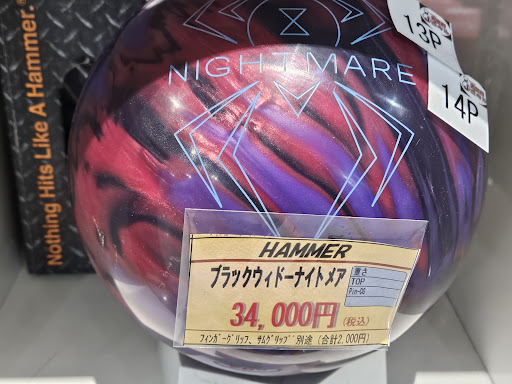 13P
14P
Nothing Hits Like A Hammer.®
NIGHTMARE
HAMMER
ブラックウィドーナイトメア
重さ
TOP
Pin-CG
34,000円(税込)
フィンガーグリップ、サムグリップ 別途 (合計2,000円)